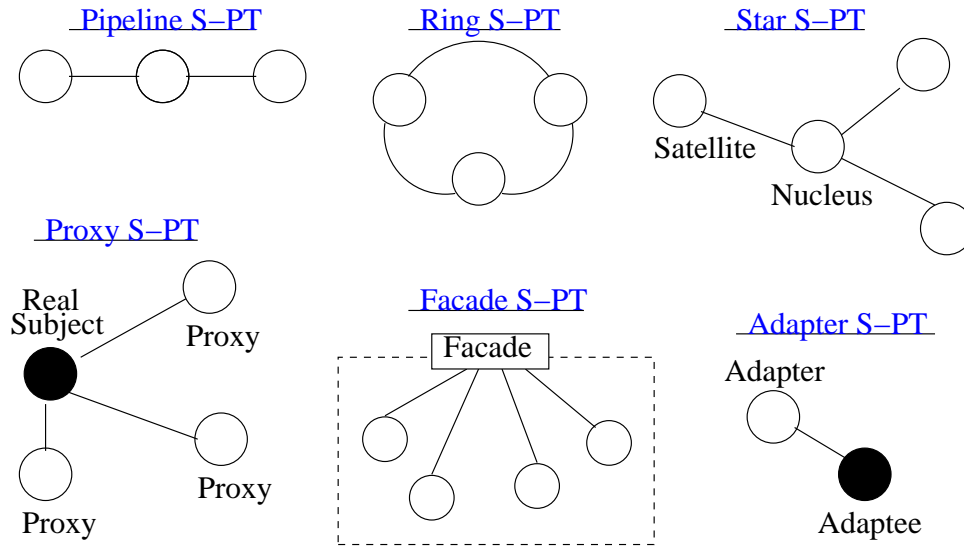 Pipeline S–PT
Ring S–PT
Star S–PT
Satellite
Nucleus
Proxy S–PT
Real
Subject
Proxy
Proxy
Proxy
Facade S–PT
Facade
Adapter S–PT
Adapter
Adaptee